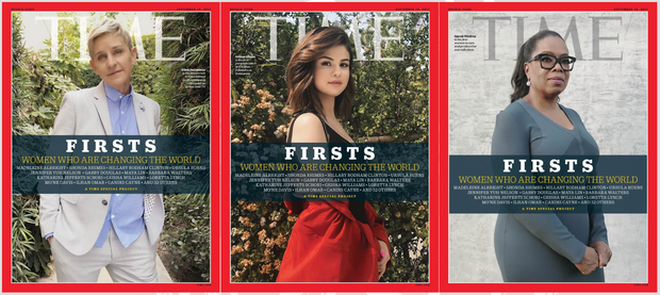 TIME
FIRSTS
WOMEN WHO ARE CHANGING THE WORLD
MADELEINE ALBRIGHT • SHONDA RHIMES • HILLARY RODHAM CLINTON • URSULA BURNS
JENNIFER YUH NELSON • GABBY DOUGLAS • MAYA LIN • BARBARA WALTERS
KATHARINE JEFFERTS SCHORI • GEISHA WILLIAMS • LORETTA LYNCH
MO'NE DAVIS • ILHAN OMAR • CANDIS CAYNE • AND 32 OTHERS
A TIME SPECIAL PROJECT
TIME
FIRSTS
WOMEN WHO ARE CHANGING THE WORLD
MADELEINE ALBRIGHT • SHONDA RHIMES • HILLARY RODHAM CLINTON • URSULA BURNS
JENNIFER YUH NELSON • GABBY DOUGLAS • MAYA LIN • BARBARA WALTERS
KATHARINE JEFFERTS SCHORI • GEISHA WILLIAMS • LORETTA LYNCH
MO'NE DAVIS • ILHAN OMAR • CANDIS CAYNE • AND 32 OTHERS
A TIME SPECIAL PROJECT
TIME
FIRSTS
WOMEN WHO ARE CHANGING THE WORLD
MADELEINE ALBRIGHT • SHONDA RHIMES • HILLARY RODHAM CLINTON • URSULA BURNS
JENNIFER YUH NELSON • GABBY DOUGLAS • MAYA LIN • BARBARA WALTERS
KATHARINE JEFFERTS SCHORI • GEISHA WILLIAMS • LORETTA LYNCH
MO'NE DAVIS • ILHAN OMAR • CANDIS CAYNE • AND 32 OTHERS
A TIME SPECIAL PROJECT